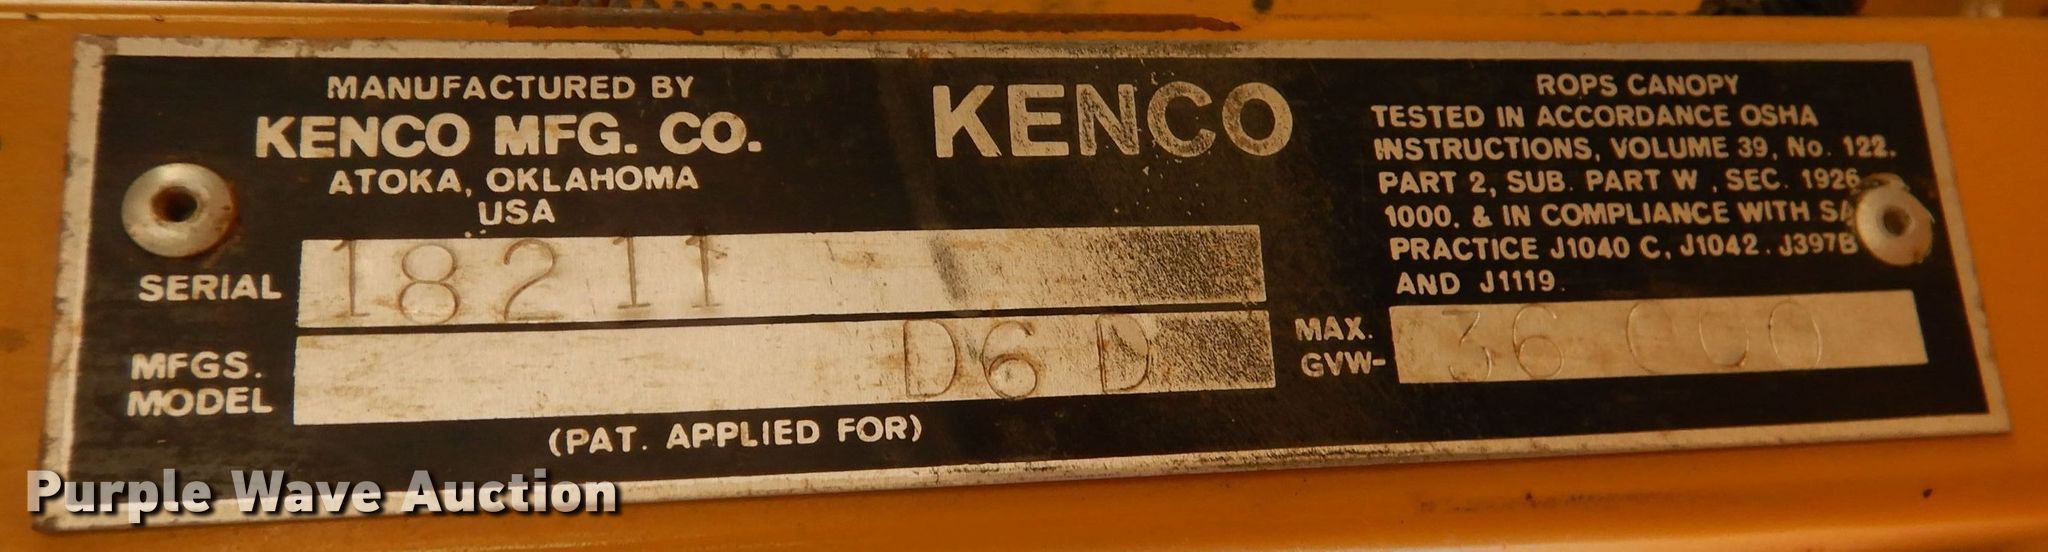 MANUFACTURED BY
KENCO MFG. CO.
ATOKA, OKLAHOMA
USA
KENCO
SERIAL 18211
MFGS. MODEL D6D
(PAT. APPLIED FOR)
ROPS CANOPY
TESTED IN ACCORDANCE OSHA
INSTRUCTIONS, VOLUME 39, No. 122.
PART 2, SUB. PART W, SEC. 1926
1000. & IN COMPLIANCE WITH
PRACTICE J1040 C, J1042. J397B
AND J1119.
MAX. GVW- 36 000
Purple Wave Auction